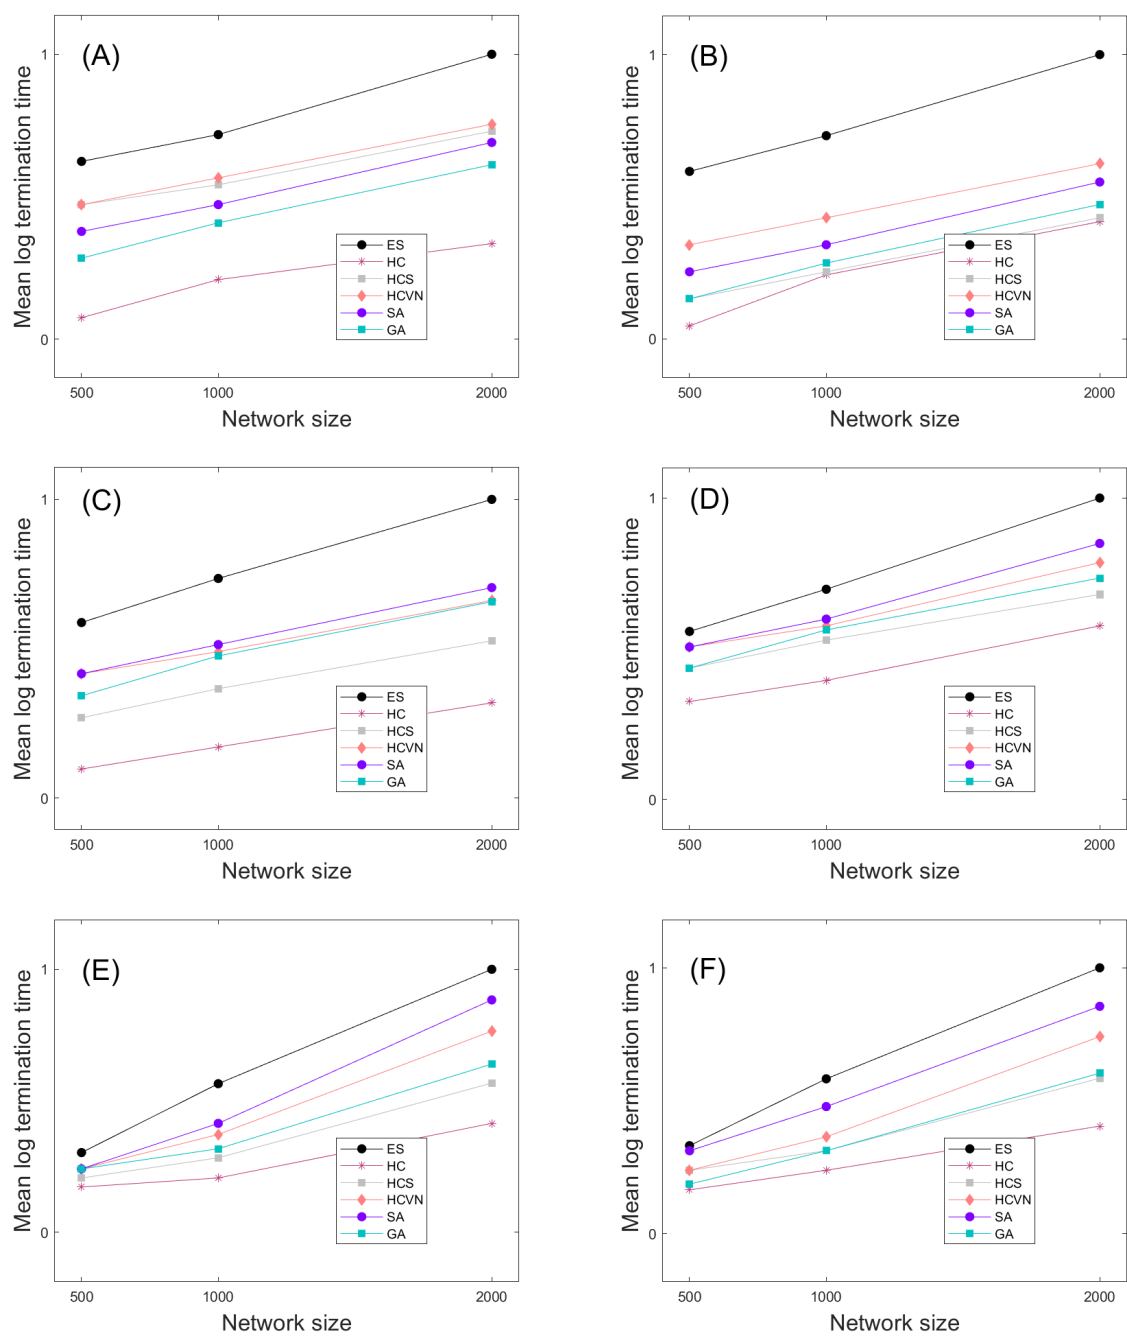 (A)
Mean log termination time
1
0
500
1000
2000
Network size
ES
HC
HCS
HCVN
SA
GA
(B)
Mean log termination time
1
0
500
1000
2000
Network size
ES
HC
HCS
HCVN
SA
GA
(C)
Mean log termination time
1
0
500
1000
2000
Network size
ES
HC
HCS
HCVN
SA
GA
(D)
Mean log termination time
1
0
500
1000
2000
Network size
ES
HC
HCS
HCVN
SA
GA
(E)
Mean log termination time
1
0
500
1000
2000
Network size
ES
HC
HCS
HCVN
SA
GA
(F)
Mean log termination time
1
0
500
1000
2000
Network size
ES
HC
HCS
HCVN
SA
GA